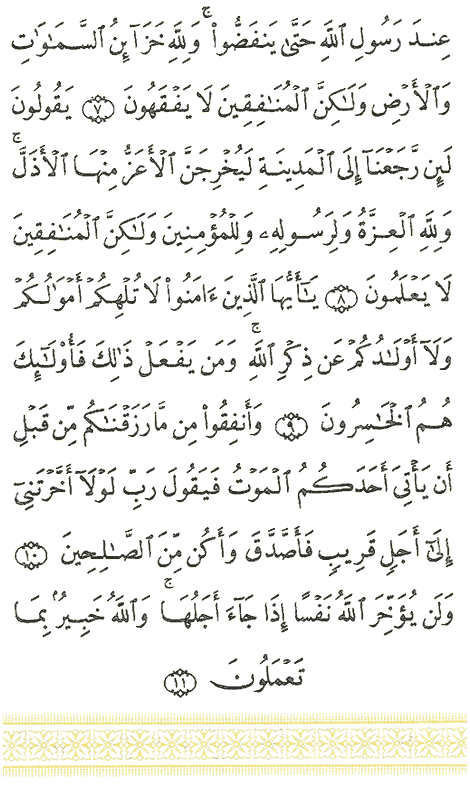 عِندَ رَسُولِ ٱللَّهِ حَتَّىٰ يَنفَضُّوا۟ ۗ وَلِلَّهِ خَزَآئِنُ ٱلسَّمَـٰوَٰتِ
وَٱلْأَرْضِ وَلَـٰكِنَّ ٱلْمُنَـٰفِقِينَ لَا يَفْقَهُونَ ٧ يَقُولُونَ
لَئِن رَّجَعْنَآ إِلَى ٱلْمَدِينَةِ لَيُخْرِجَنَّ ٱلْأَعَزُّ مِنْهَا ٱلْأَذَلَّ ۚ
وَلِلَّهِ ٱلْعِزَّةُ وَلِرَسُولِهِۦ وَلِلْمُؤْمِنِينَ وَلَـٰكِنَّ ٱلْمُنَـٰفِقِينَ
لَا يَعْلَمُونَ ٨ يَـٰٓأَيُّهَا ٱلَّذِينَ ءَامَنُوا۟ لَا تُلْهِكُمْ أَمْوَٰلُكُمْ
وَلَآ أَوْلَـٰدُكُمْ عَن ذِكْرِ ٱللَّهِ ۚ وَمَن يَفْعَلْ ذَٰلِكَ فَأُو۟لَـٰٓئِكَ
هُمُ ٱلْخَـٰسِرُونَ ٩ وَأَنفِقُوا۟ مِن مَّا رَزَقْنَـٰكُم مِّن قَبْلِ
أَن يَأْتِىَ أَحَدَكُمُ ٱلْمَوْتُ فَيَقُولَ رَبِّ لَوْلَآ أَخَّرْتَنِىٓ
إِلَىٰٓ أَجَلٍ قَرِيبٍ فَأَصَّدَّقَ وَأَكُن مِّنَ ٱلصَّـٰلِحِينَ ١٠
وَلَن يُؤَخِّرَ ٱللَّهُ نَفْسًا إِذَا جَآءَ أَجَلُهَا ۚ وَٱللَّهُ خَبِيرٌۢ بِمَا
تَعْمَلُونَ ١١